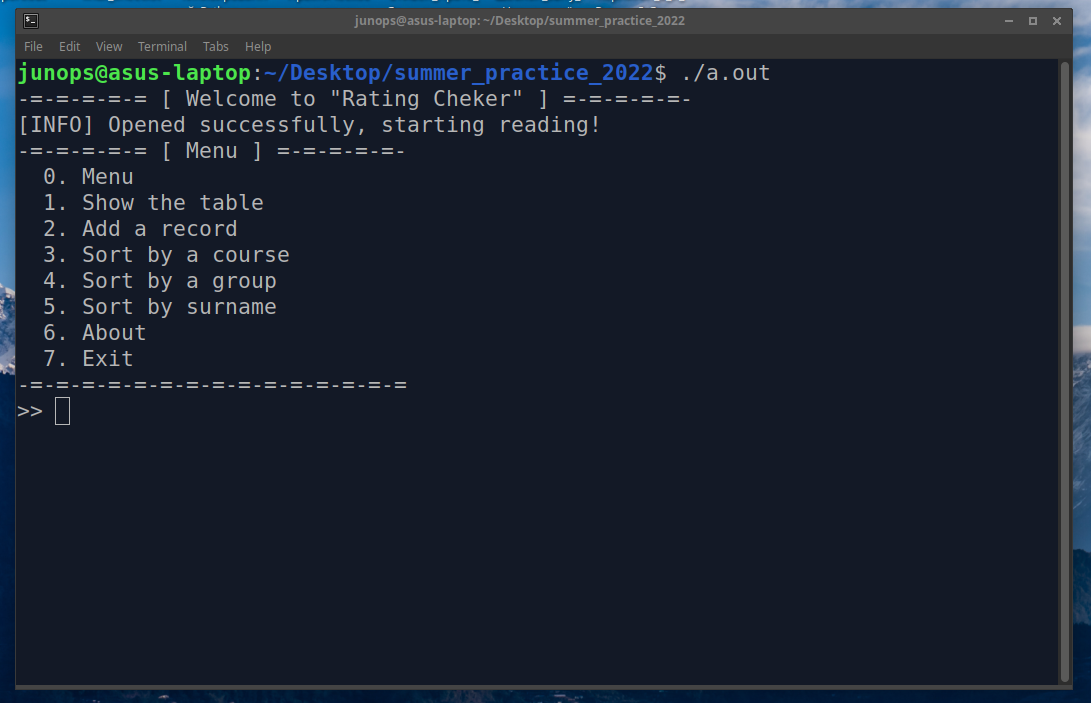 junops@asus-laptop: ~/Desktop/summer_practice_2022
File Edit View Terminal Tabs Help
junops@asus-laptop:~/Desktop/summer_practice_2022$ ./a.out
-=-=-=-=-= [ Welcome to "Rating Cheker" ] =-=-=-=-=-
[INFO] Opened successfully, starting reading!
-=-=-=-=-= [ Menu ] =-=-=-=-=-
0. Menu
1. Show the table
2. Add a record
3. Sort by a course
4. Sort by a group
5. Sort by surname
6. About
7. Exit
-=-=-=-=-=-=-=-=-=-=-=-=-=-=-=
>>